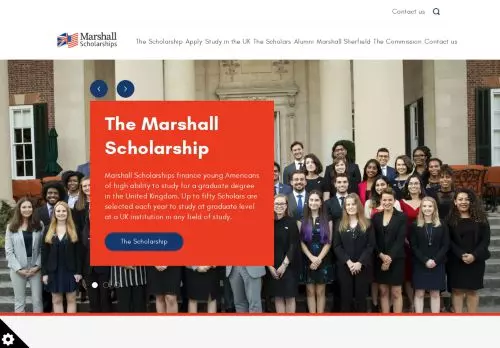 Contact us
Marshall
Scholarships
The Scholarship Apply Study in the UK The Scholars Alumni Marshall Sherfield The Commission Contact us
The Marshall
Scholarship
Marshall Scholarships finance young Americans
of high ability to study for a graduate degree
in the United Kingdom. Up to fifty Scholars are
selected each year to study at graduate level
at a UK institution in any field of study.
The Scholarship